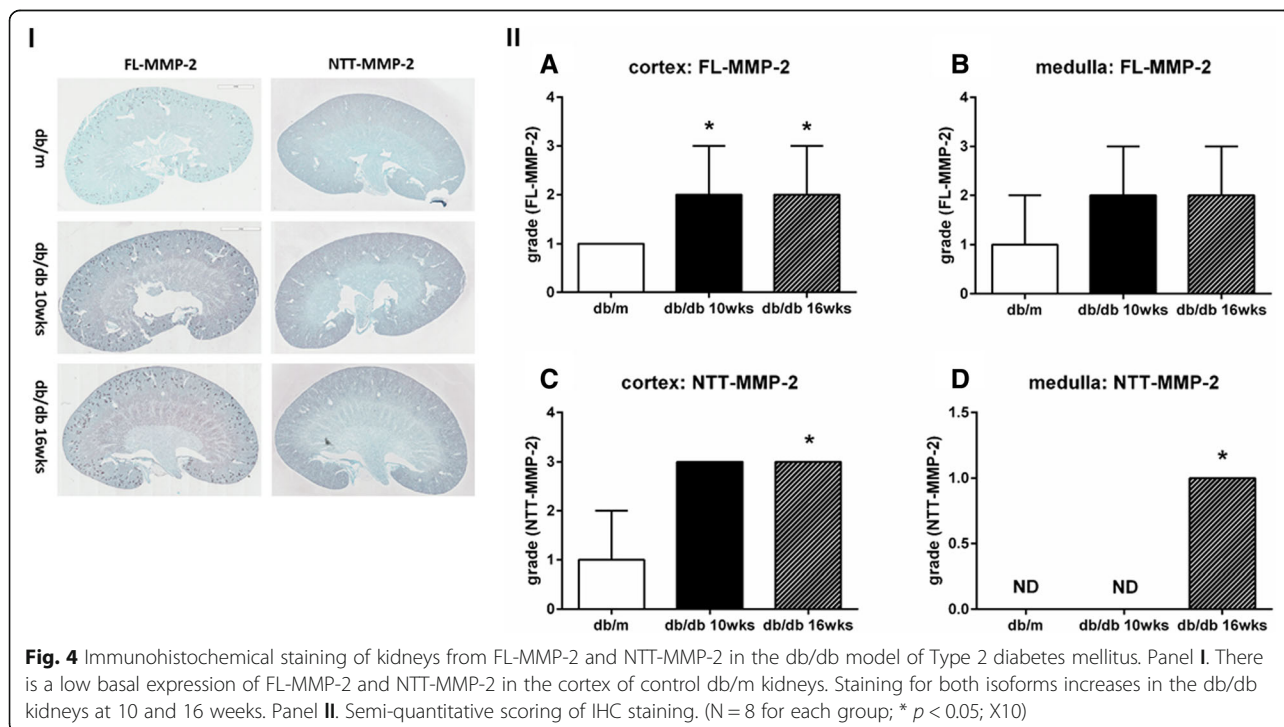 I
FL-MMP-2 NTT-MMP-2
db/m
db/db 10wks
db/db 16wks
II
A
cortex: FL-MMP-2
grade (FL-MMP-2)
4
3
2
1
0
* *
db/m db/db 10wks db/db 16wks
B
medulla: FL-MMP-2
grade (FL-MMP-2)
4
3
2
1
0
db/m db/db 10wks db/db 16wks
C
cortex: NTT-MMP-2
grade (NTT-MMP-2)
4
3
2
1
0
*
db/m db/db 10wks db/db 16wks
D
medulla: NTT-MMP-2
grade (NTT-MMP-2)
1.5
1.0
0.5
0.0
ND ND *
db/m db/db 10wks db/db 16wks
Fig. 4 Immunohistochemical staining of kidneys from FL-MMP-2 and NTT-MMP-2 in the db/db model of Type 2 diabetes mellitus. Panel I. There
is a low basal expression of FL-MMP-2 and NTT-MMP-2 in the cortex of control db/m kidneys. Staining for both isoforms increases in the db/db
kidneys at 10 and 16 weeks. Panel II. Semi-quantitative scoring of IHC staining. (N = 8 for each group; * p < 0.05; X10)